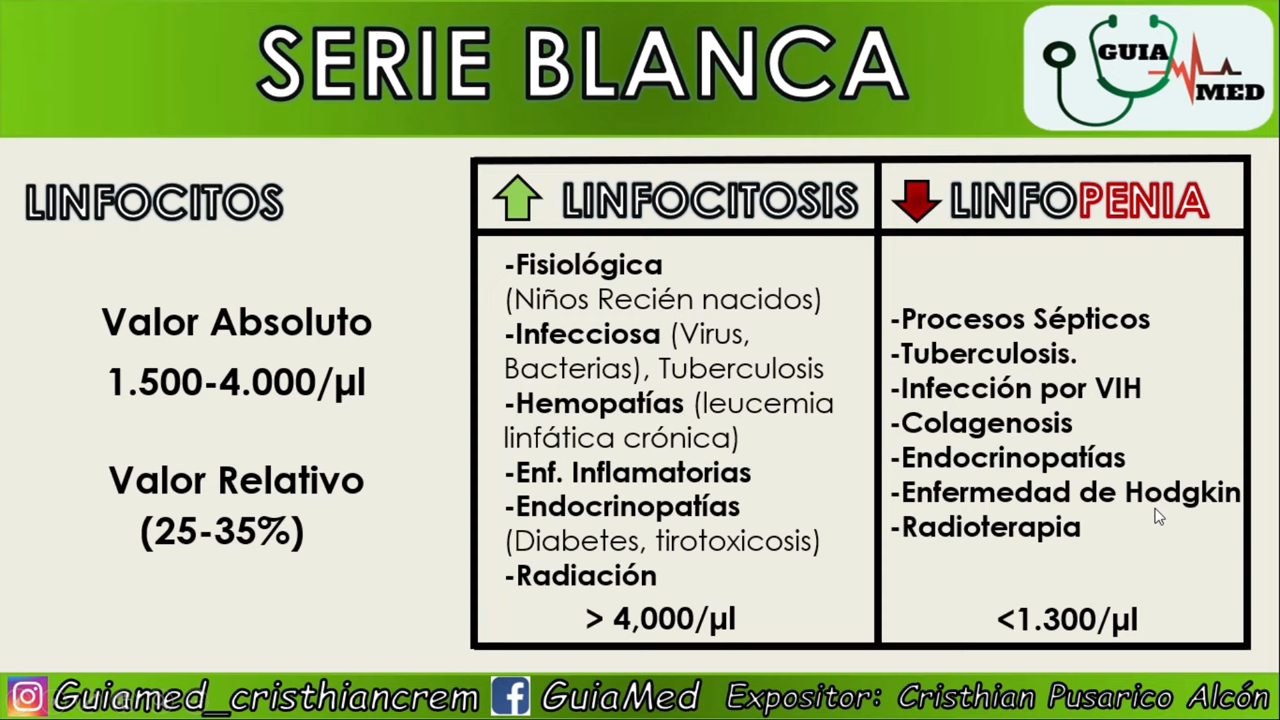 SERIE BLANCA
GUIA
MED
LINFOCITOS
Valor Absoluto
1.500-4.000/µl
Valor Relativo
(25-35%)
LINFOCITOSIS
-Fisiológica
(Niños Recién nacidos)
-Infecciosa (Virus,
Bacterias), Tuberculosis
-Hemopatías (leucemia
linfática crónica)
-Enf. Inflamatorias
-Endocrinopatías
(Diabetes, tirotoxicosis)
-Radiación
> 4,000/µl
LINFOPENIA
-Procesos Sépticos
-Tuberculosis.
-Infección por VIH
-Colagenosis
-Endocrinopatías
-Enfermedad de Hodgkin
-Radioterapia
<1.300/µl
Guiamed_cristhiancrem GuiaMed Expositor: Cristhian Pusarico Alcón